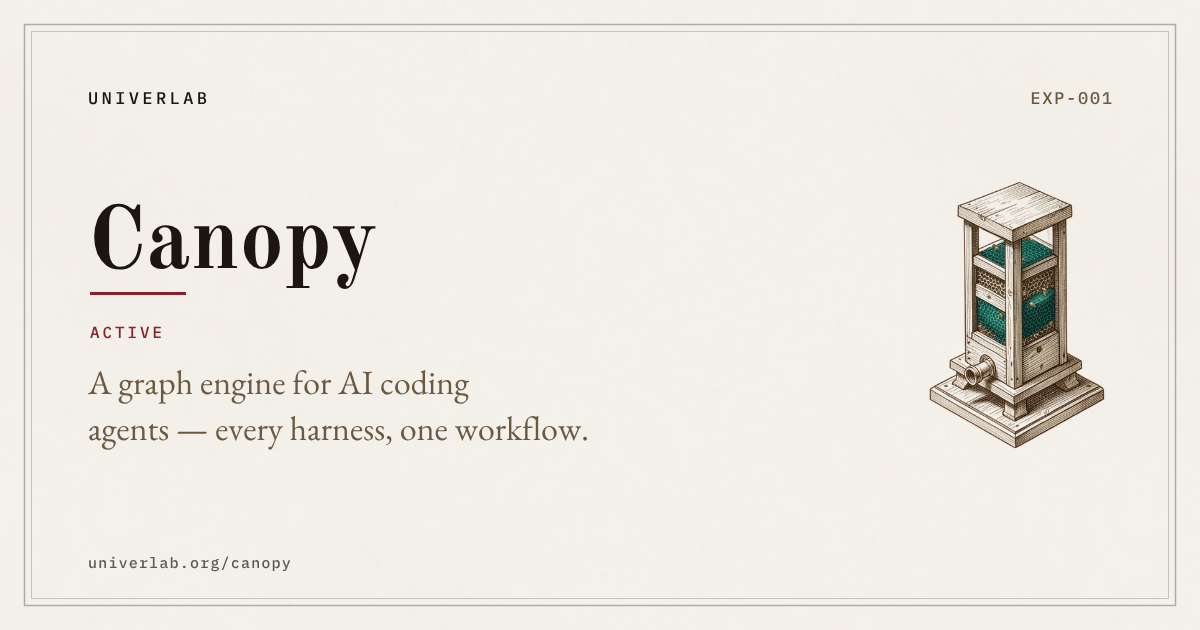 UNIVERLAB
EXP-001
Canopy
ACTIVE
A graph engine for AI coding
agents — every harness, one workflow.
univerlab.org/canopy